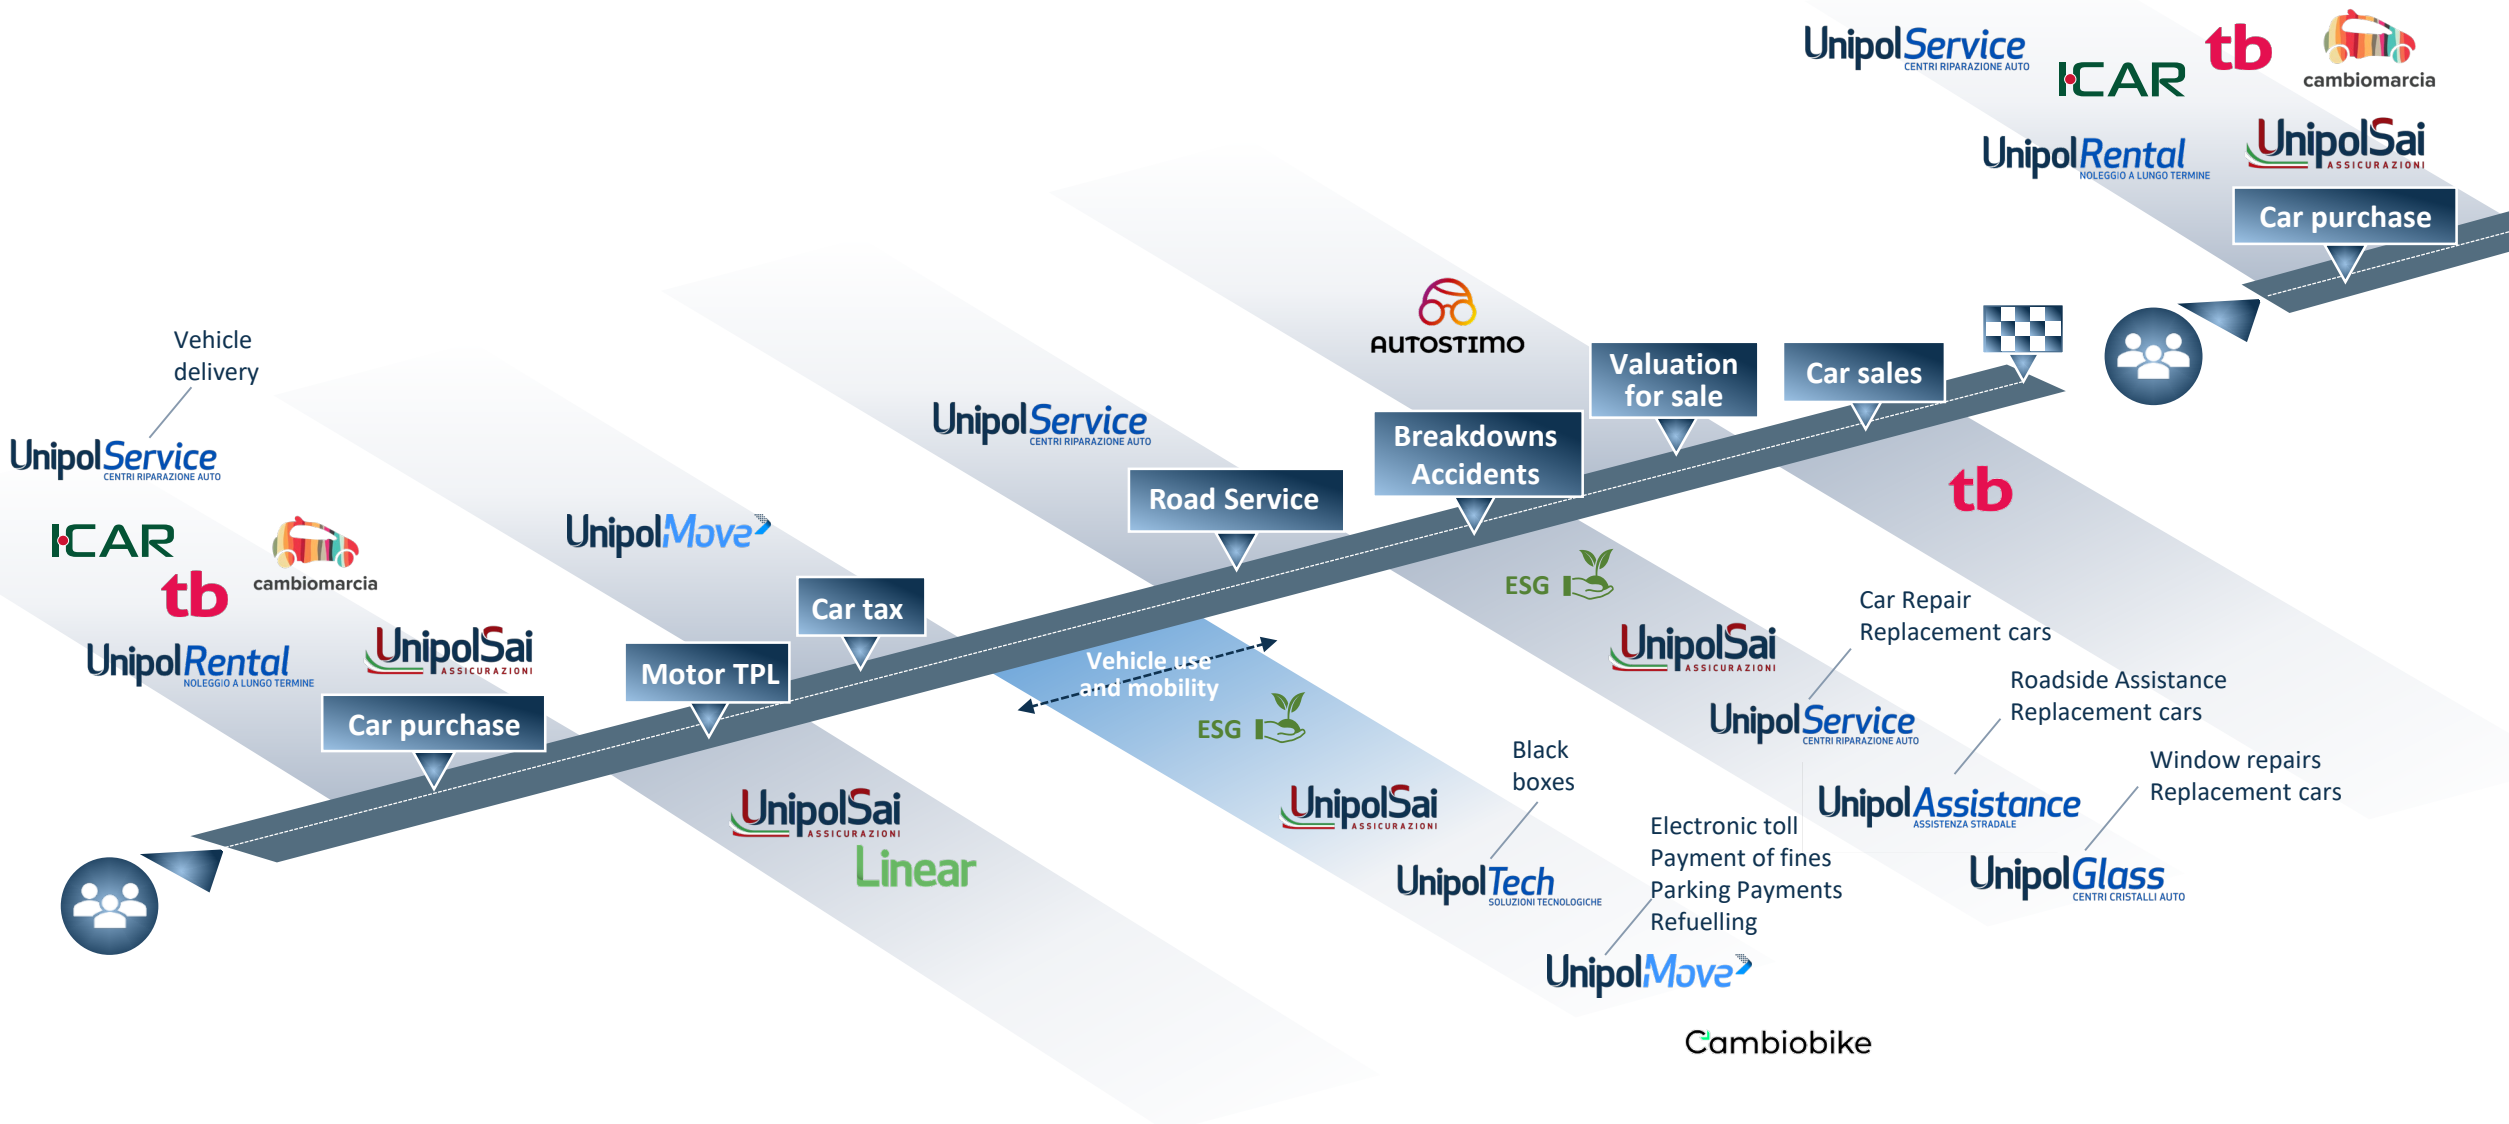 UnipolService
CENTRI RIPARAZIONE AUTO
ICAR
tb
cambiomarcia
UnipolRental
NOLEGGIO A LUNGO TERMINE
UnipolSai
ASSICURAZIONI
Car purchase
AUTOSTIMO
Valuation
for sale
Car sales
Vehicle
delivery
UnipolService
CENTRI RIPARAZIONE AUTO
ICAR
tb
cambiomarcia
UnipolRental
NOLEGGIO A LUNGO TERMINE
UnipolSai
ASSICURAZIONI
Car purchase
UnipolMove
Motor TPL
Car tax
UnipolService
CENTRI RIPARAZIONE AUTO
Road Service
Breakdowns
Accidents
tb
Vehicle use
and mobility
ESG
ESG
UnipolSai
ASSICURAZIONI
Linear
UnipolSai
ASSICURAZIONI
Black
boxes
UnipolTech
SOLUZIONI TECNOLOGICHE
Electronic toll
Payment of fines
Parking Payments
Refuelling
UnipolMove
Cambiobike
UnipolSai
ASSICURAZIONI
Car Repair
Replacement cars
UnipolService
CENTRI RIPARAZIONE AUTO
Roadside Assistance
Replacement cars
UnipolAssistance
ASSISTENZA STRADALE
Window repairs
Replacement cars
UnipolGlass
CENTRI CRISTALLI AUTO